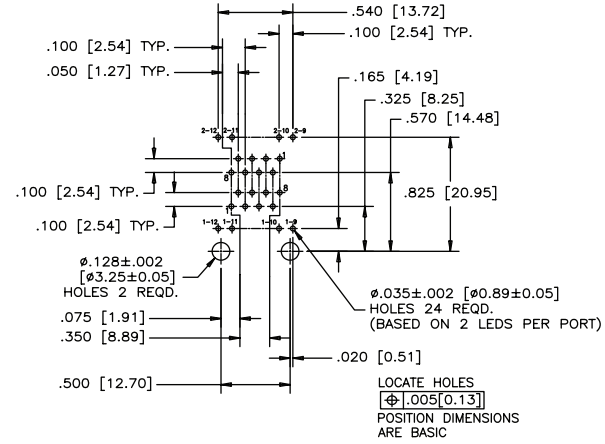 .540 [13.72]
.100 [2.54] TYP.
.100 [2.54] TYP.
.050 [1.27] TYP.
.165 [4.19]
.325 [8.25]
.570 [14.48]
2-12 2-11 2-10 2-9
1
8
.100 [2.54] TYP.
8
.825 [20.95]
1
.100 [2.54] TYP.
1-12 1-11 1-10 1-9
ø.128±.002
[ø3.25±0.05]
HOLES 2 REQD.
ø.035±.002 [ø0.89±0.05]
HOLES 24 REQD.
(BASED ON 2 LEDS PER PORT)
.075 [1.91]
.350 [8.89]
.020 [0.51]
.500 [12.70]
LOCATE HOLES
⌖ .005[0.13]
POSITION DIMENSIONS
ARE BASIC